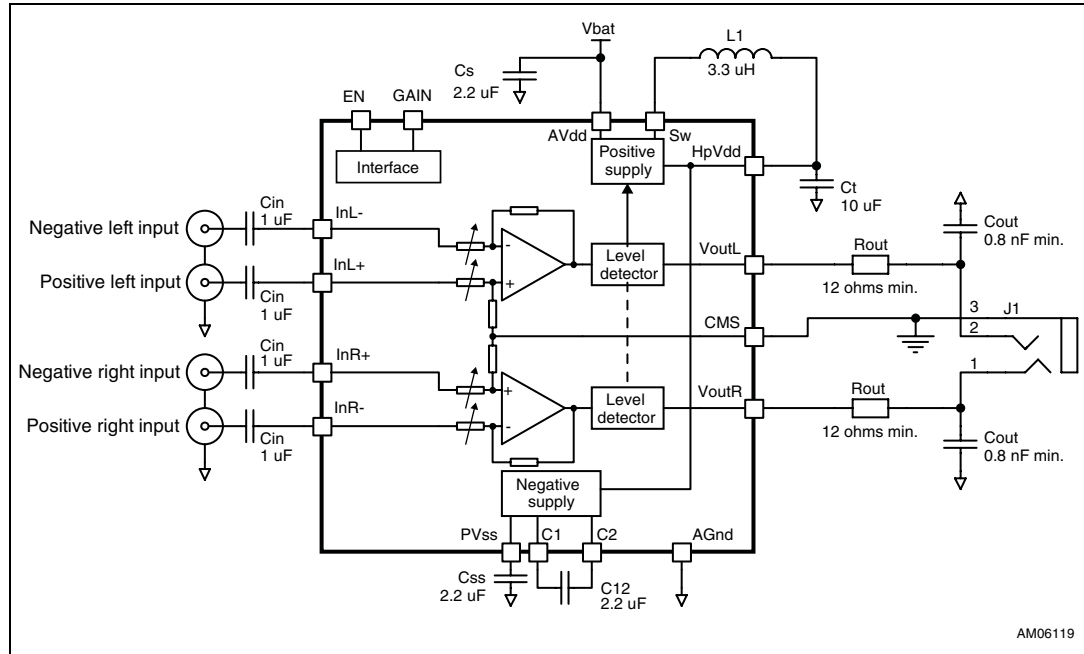 Vbat
L1
3.3 uH
Cs
2.2 uF
EN
GAIN
AVdd
Sw
HpVdd
Interface
Positive
supply
Ct
10 uF
Cin
1 uF
InL-
Negative left input
-
Cout
0.8 nF min.
Level
detector
VoutL
Rout
12 ohms min.
InL+
Positive left input
+
Cin
1 uF
CMS
3
J1
2
Cin
1 uF
InR+
Negative right input
+
1
InR-
Positive right input
-
Level
detector
VoutR
Rout
12 ohms min.
Cin
1 uF
Cout
0.8 nF min.
Negative
supply
PVss
C1
C2
AGnd
Css
2.2 uF
C12
2.2 uF
AM06119